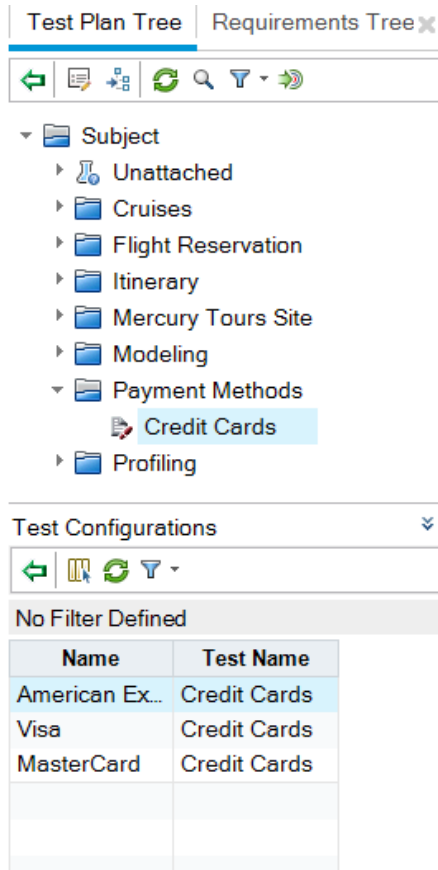 Test Plan Tree Requirements Tree
Subject
Unattached
Cruises
Flight Reservation
Itinerary
Mercury Tours Site
Modeling
Payment Methods
Credit Cards
Profiling
Test Configurations
No Filter Defined
Name Test Name
American Ex... Credit Cards
Visa Credit Cards
MasterCard Credit Cards